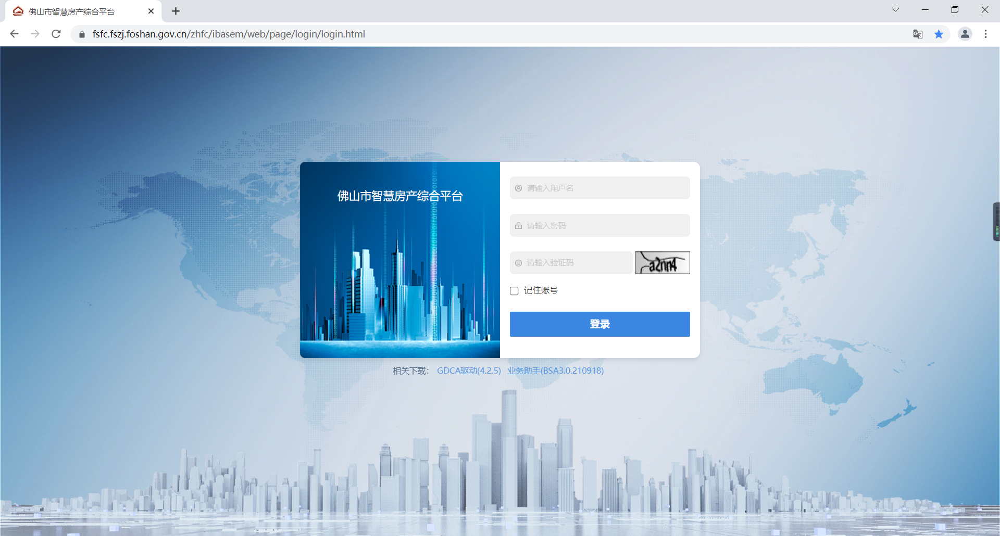 佛山市智慧房产综合平台
fsfc.fszj.foshan.gov.cn/zhfc/ibasem/web/page/login/login.html
佛山市智慧房产综合平台
请输入用户名
请输入密码
请输入验证码
a2nn4
记住账号
登录
相关下载： GDCA驱动(4.2.5) 业务助手(BSA3.0.210918)